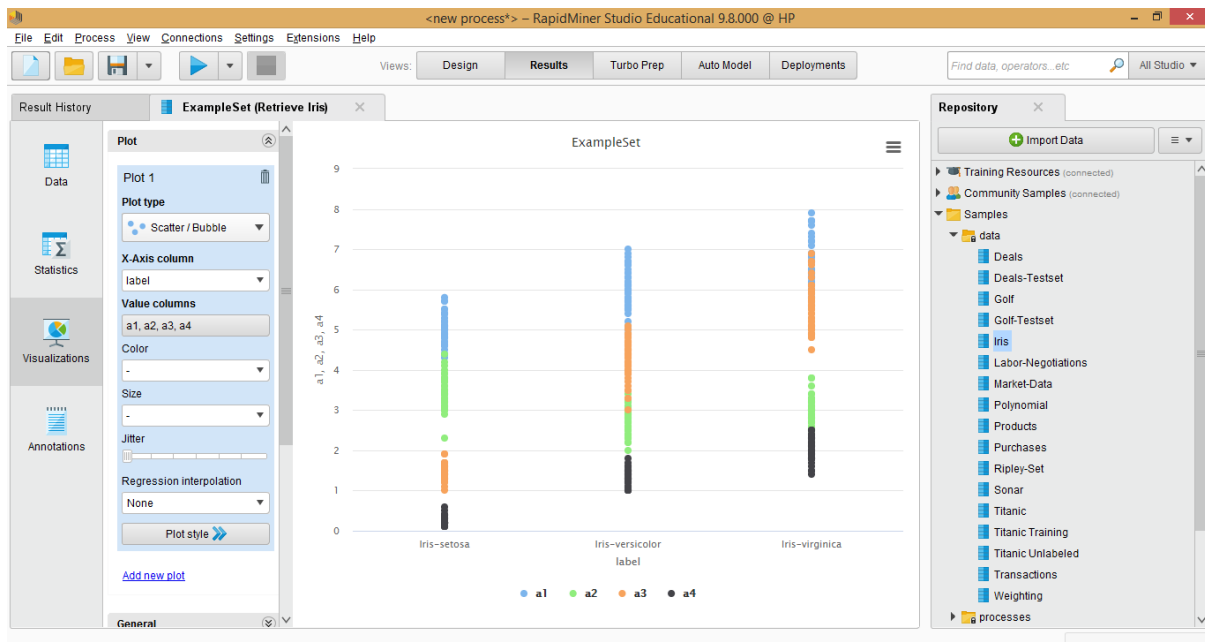 <new process*> – RapidMiner Studio Educational 9.8.000 @ HP
File Edit Process View Connections Settings Extensions Help
Views: Design Results Turbo Prep Auto Model Deployments
Find data, operators...etc
All Studio
Result History
ExampleSet (Retrieve Iris)
Data
Statistics
Visualizations
Annotations
Plot
Plot 1
Plot type
Scatter / Bubble
X-Axis column
label
Value columns
a1, a2, a3, a4
Color
-
Size
-
Jitter
Regression interpolation
None
Plot style
Add new plot
General
ExampleSet
a1, a2, a3, a4
9
8
7
6
5
4
3
2
1
0
Iris-setosa Iris-versicolor Iris-virginica
label
a1 a2 a3 a4
Repository
Import Data
Training Resources (connected)
Community Samples (connected)
Samples
data
Deals
Deals-Testset
Golf
Golf-Testset
Iris
Labor-Negotiations
Market-Data
Polynomial
Products
Purchases
Ripley-Set
Sonar
Titanic
Titanic Training
Titanic Unlabeled
Transactions
Weighting
processes